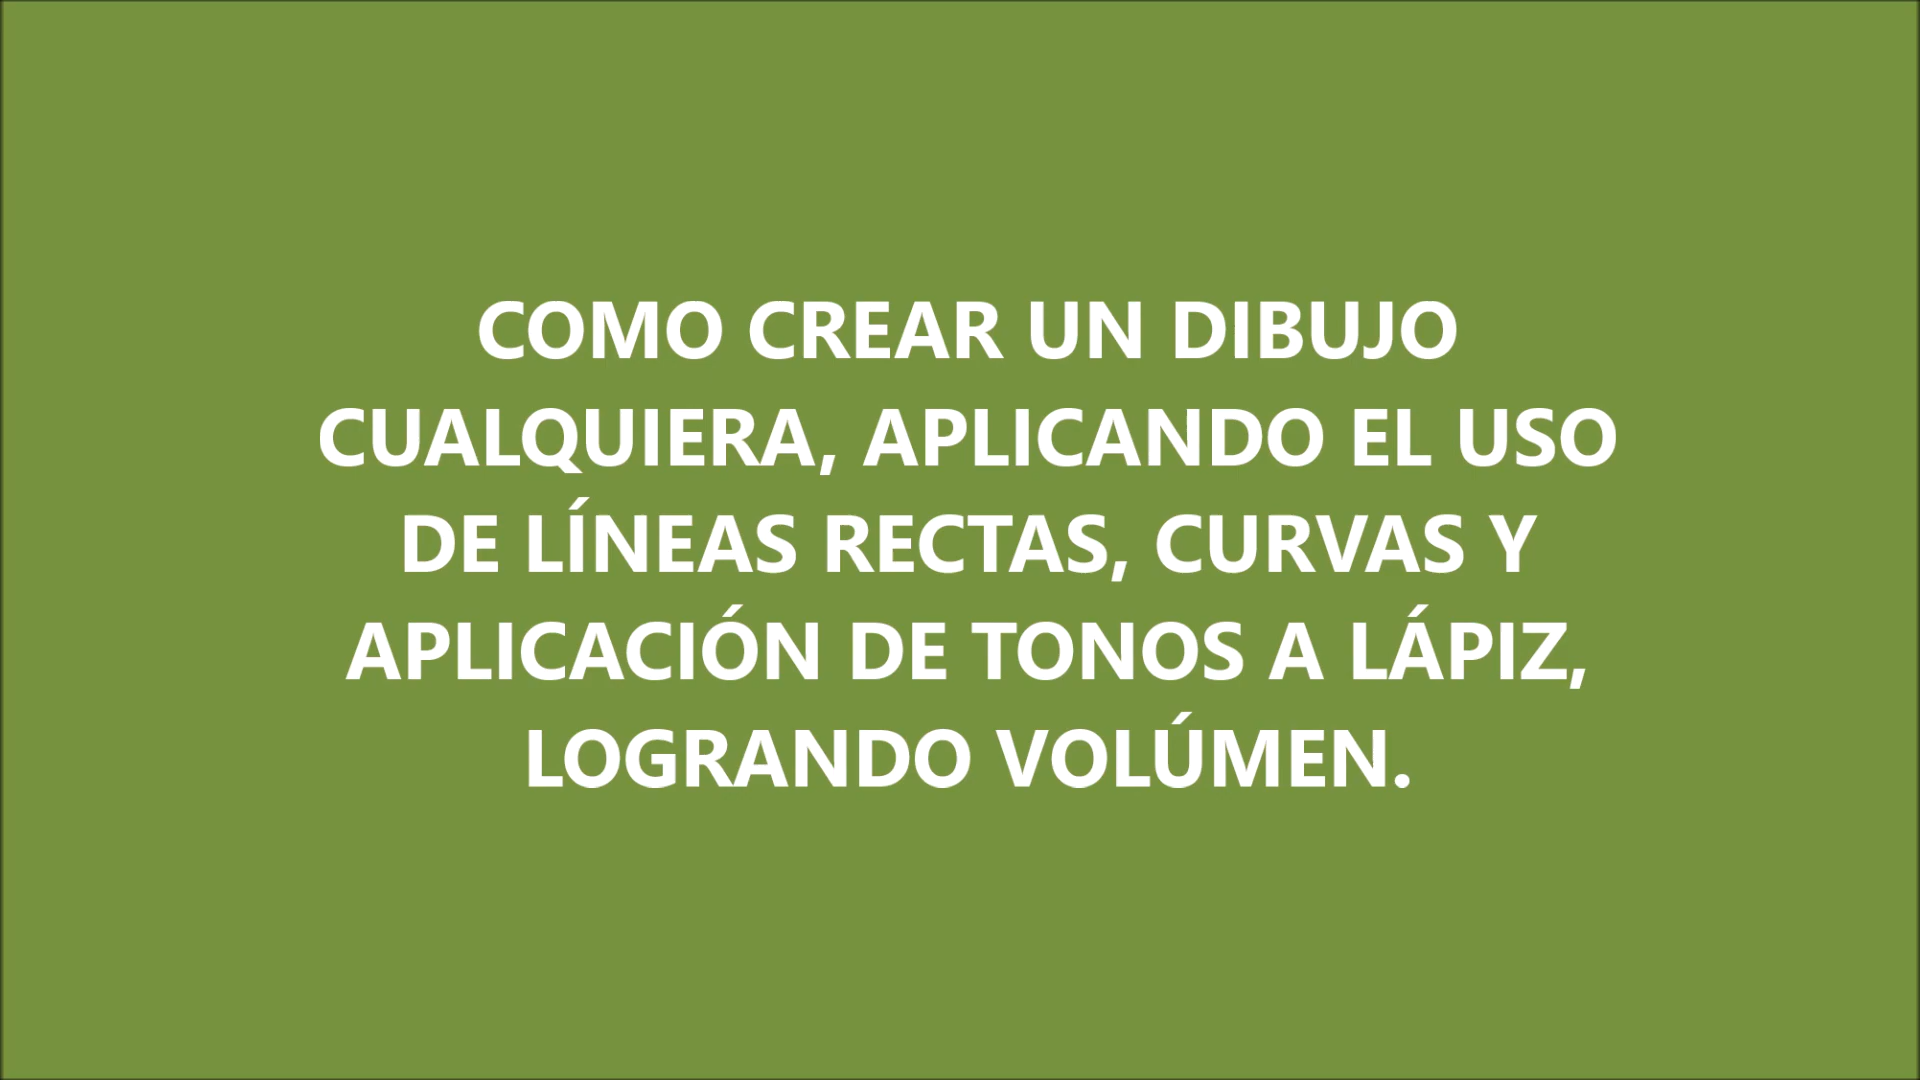 COMO CREAR UN DIBUJO
CUALQUIERA, APLICANDO EL USO
DE LÍNEAS RECTAS, CURVAS Y
APLICACIÓN DE TONOS A LÁPIZ,
LOGRANDO VOLÚMEN.